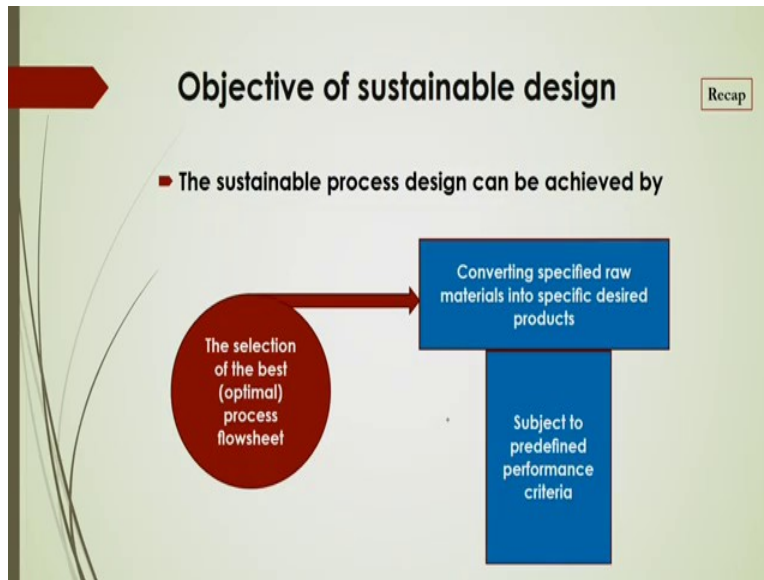 Objective of sustainable design
Recap
The sustainable process design can be achieved by
Converting specified raw
materials into specific desired
products
The selection
of the best
(optimal)
process
flowsheet
Subject to
predefined
performance
criteria